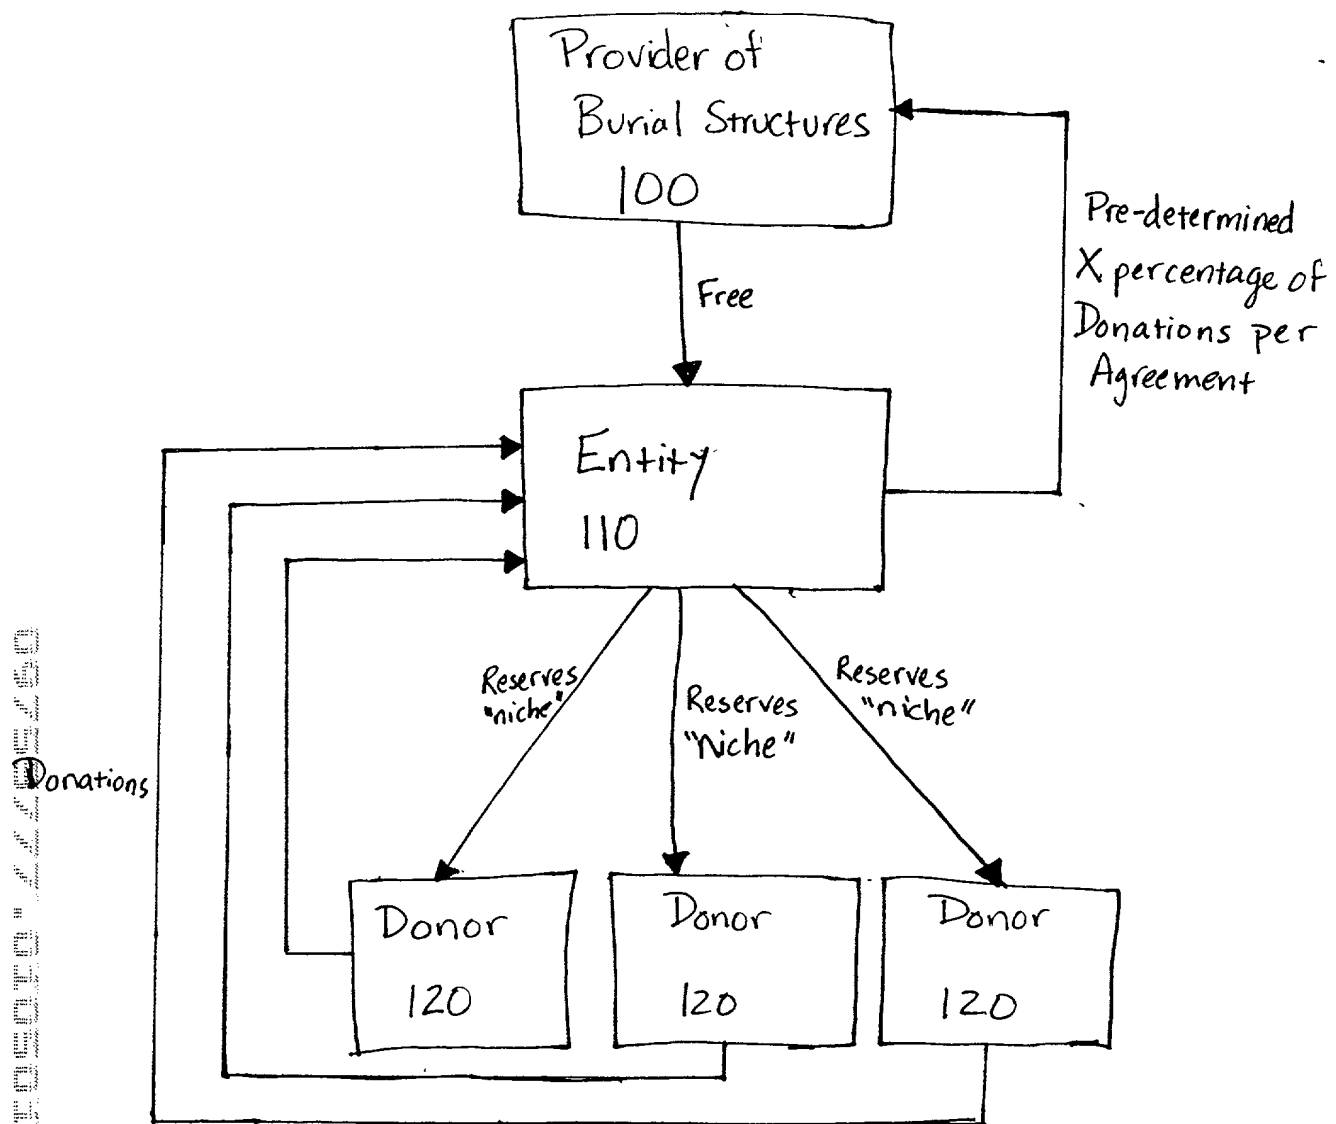 Provider of
Burial Structures
100
Free
Pre-determined
X percentage of
Donations per
Agreement
Entity
110
Reserves
"niche"
Reserves
"Niche"
Reserves
"niche"
Donations
Donor
120
Donor
120
Donor
120